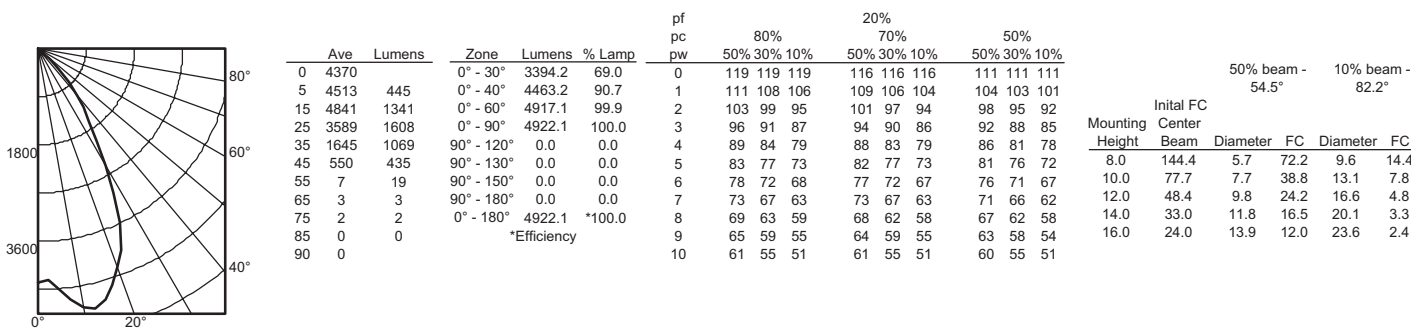 80°
60°
40°
20°
0°
1800
3600
Ave Lumens
0 4370
5 4513 445
15 4841 1341
25 3589 1608
35 1645 1069
45 550 435
55 7 19
65 3 3
75 2 2
85 0 0
90 0
Zone Lumens % Lamp
0° - 30° 3394.2 69.0
0° - 40° 4463.2 90.7
0° - 60° 4917.1 99.9
0° - 90° 4922.1 100.0
90° - 120° 0.0 0.0
90° - 130° 0.0 0.0
90° - 150° 0.0 0.0
90° - 180° 0.0 0.0
0° - 180° 4922.1 *100.0
*Efficiency
pf 20%
pc 80% 70% 50%
pw 50% 30% 10% 50% 30% 10% 50% 30% 10%
0 119 119 119 116 116 116 111 111 111
1 111 108 106 109 106 104 104 103 101
2 103 99 95 101 97 94 98 95 92
3 96 91 87 94 90 86 92 88 85
4 89 84 79 88 83 79 86 81 78
5 83 77 73 82 77 73 81 76 72
6 78 72 68 77 72 67 76 71 67
7 73 67 63 73 67 63 71 66 62
8 69 63 59 68 62 58 67 62 58
9 65 59 55 64 59 55 63 58 54
10 61 55 51 61 55 51 60 55 51
50% beam - 10% beam -
54.5° 82.2°
Inital FC
Mounting Center
Height Beam Diameter FC Diameter FC
8.0 144.4 5.7 72.2 9.6 14.4
10.0 77.7 7.7 38.8 13.1 7.8
12.0 48.4 9.8 24.2 16.6 4.8
14.0 33.0 11.8 16.5 20.1 3.3
16.0 24.0 13.9 12.0 23.6 2.4